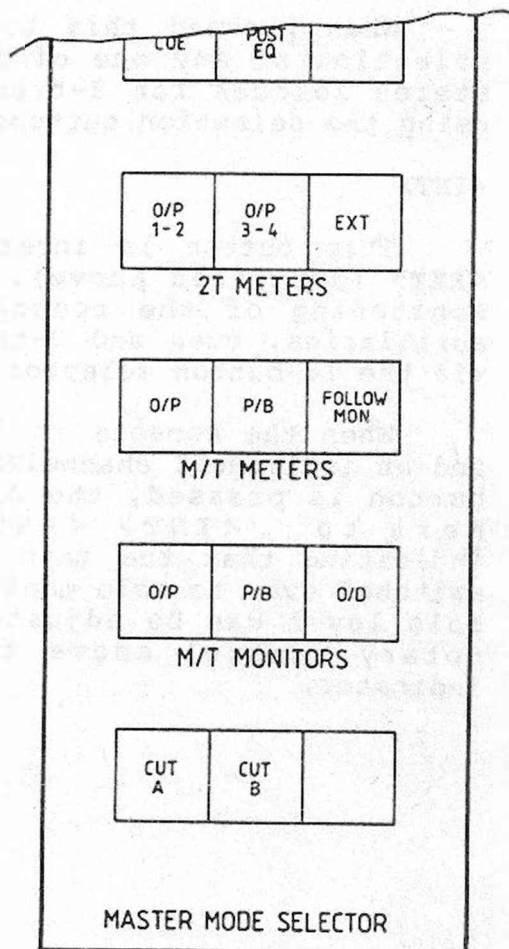 CUE POST EQ
O/P 1-2 O/P 3-4 EXT
2T METERS
O/P P/B FOLLOW MON
M/T METERS
O/P P/B O/D
M/T MONITORS
CUT A CUT B
MASTER MODE SELECTOR